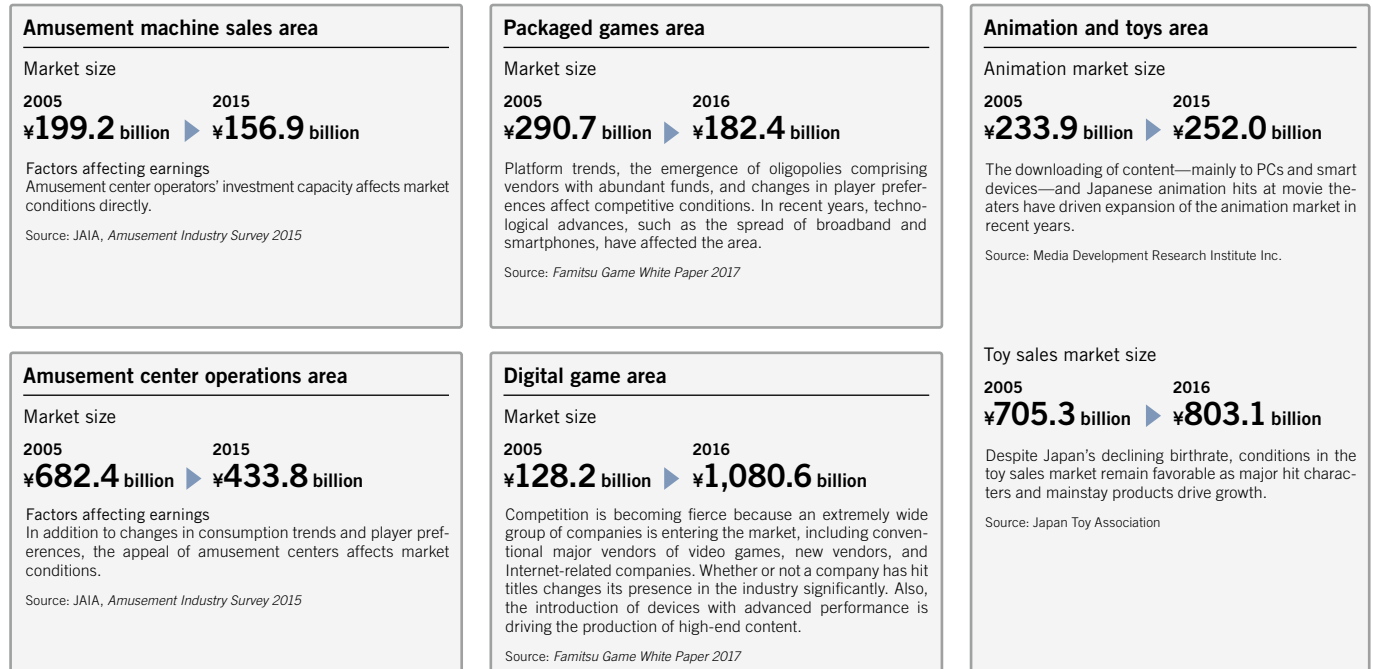 Amusement machine sales area
Market size
2005 2015
¥199.2 billion ¥156.9 billion
Factors affecting earnings
Amusement center operators' investment capacity affects market
conditions directly.
Source: JAIA, Amusement Industry Survey 2015
Amusement center operations area
Market size
2005 2015
¥682.4 billion ¥433.8 billion
Factors affecting earnings
In addition to changes in consumption trends and player pref-
erences, the appeal of amusement centers affects market
conditions.
Source: JAIA, Amusement Industry Survey 2015
Packaged games area
Market size
2005 2016
¥290.7 billion ¥182.4 billion
Platform trends, the emergence of oligopolies comprising
vendors with abundant funds, and changes in player prefer-
ences affect competitive conditions. In recent years, techno-
logical advances, such as the spread of broadband and
smartphones, have affected the area.
Source: Famitsu Game White Paper 2017
Digital game area
Market size
2005 2016
¥128.2 billion ¥1,080.6 billion
Competition is becoming fierce because an extremely wide
group of companies is entering the market, including conven-
tional major vendors of video games, new vendors, and
Internet-related companies. Whether or not a company has hit
titles changes its presence in the industry significantly. Also,
the introduction of devices with advanced performance is
driving the production of high-end content.
Source: Famitsu Game White Paper 2017
Animation and toys area
Animation market size
2005 2015
¥233.9 billion ¥252.0 billion
The downloading of content—mainly to PCs and smart
devices—and Japanese animation hits at movie the-
aters have driven expansion of the animation market in
recent years.
Source: Media Development Research Institute Inc.
Toy sales market size
2005 2016
¥705.3 billion ¥803.1 billion
Despite Japan's declining birthrate, conditions in the
toy sales market remain favorable as major hit charac-
ters and mainstay products drive growth.
Source: Japan Toy Association